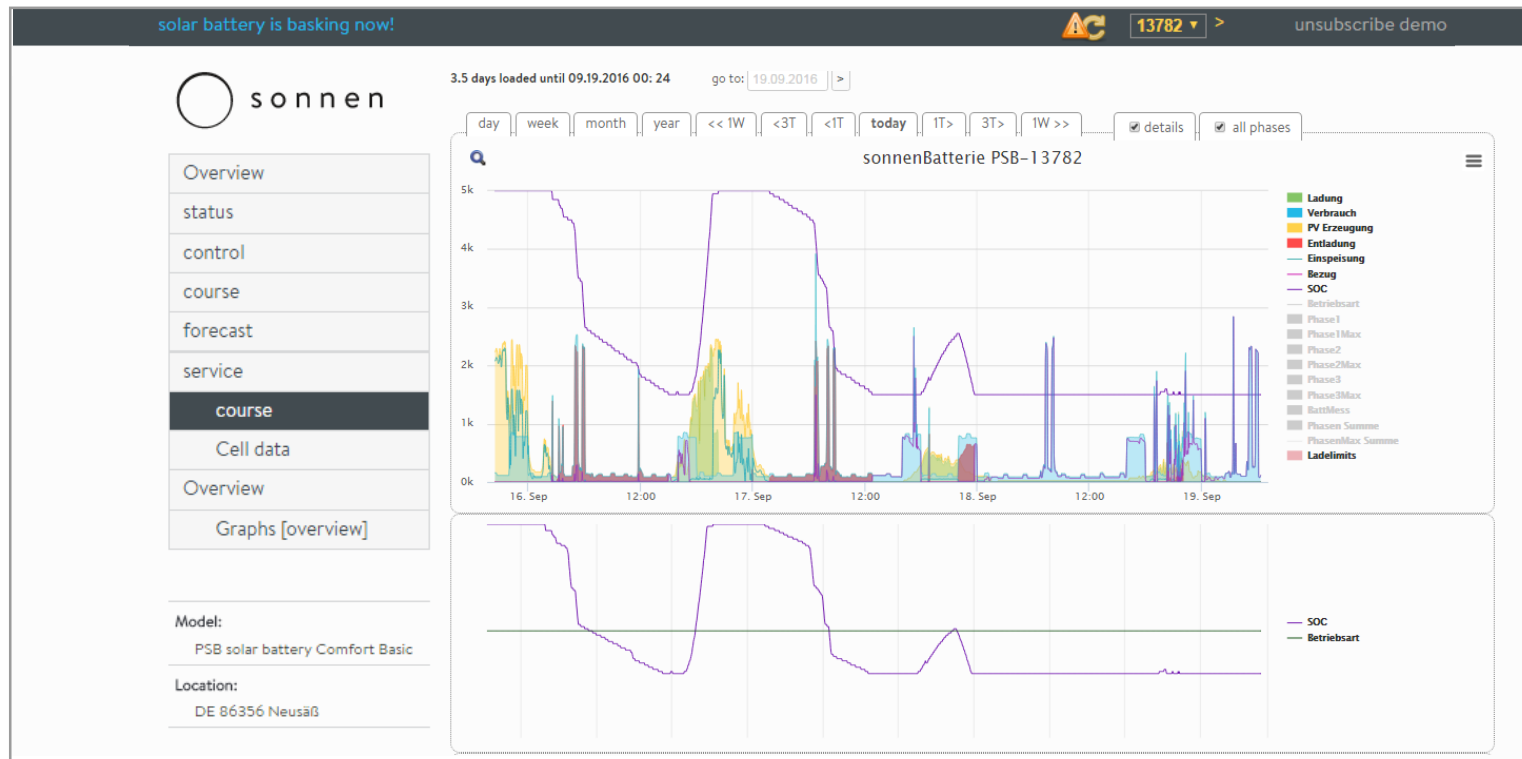 solar battery is basking now!
13782 ▾ >
unsubscribe demo
sonnen
3.5 days loaded until 09.19.2016 00: 24
go to: 19.09.2016 >
day week month year << 1W <3T <1T today 1T> 3T> 1W >> details all phases
Overview
status
control
course
forecast
service
course
Cell data
Overview
Graphs [overview]
Model:
PSB solar battery Comfort Basic
Location:
DE 86356 Neusäß
sonnenBatterie PSB-13782
5k
4k
3k
2k
1k
0k
16. Sep 12:00 17. Sep 12:00 18. Sep 12:00 19. Sep
Ladung
Verbrauch
PV Erzeugung
Entladung
Einspeisung
Bezug
SOC
Betriebsart
Phase1
Phase1Max
Phase2
Phase2Max
Phase3
Phase3Max
BattMess
Phasen Summe
PhasenMax Summe
Ladelimits
SOC
Betriebsart